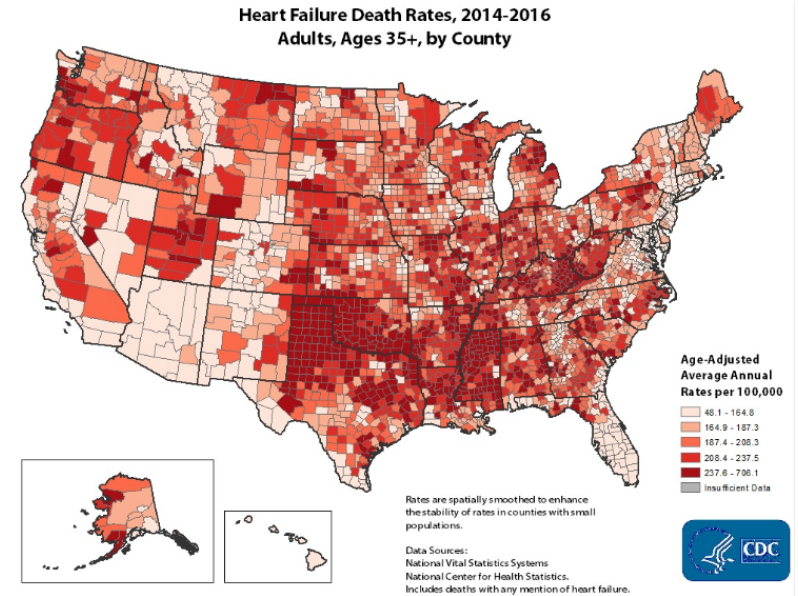 Heart Failure Death Rates, 2014-2016
Adults, Ages 35+, by County
Age-Adjusted
Average Annual
Rates per 100,000
48.1 - 164.8
164.9 - 187.3
187.4 - 208.3
208.4 - 237.5
237.6 - 706.1
Insufficient Data
Rates are spatially smoothed to enhance
the stability of rates in counties with small
populations.
Data Sources:
National Vital Statistics Systems
National Center for Health Statistics.
Includes deaths with any mention of heart failure.
CDC